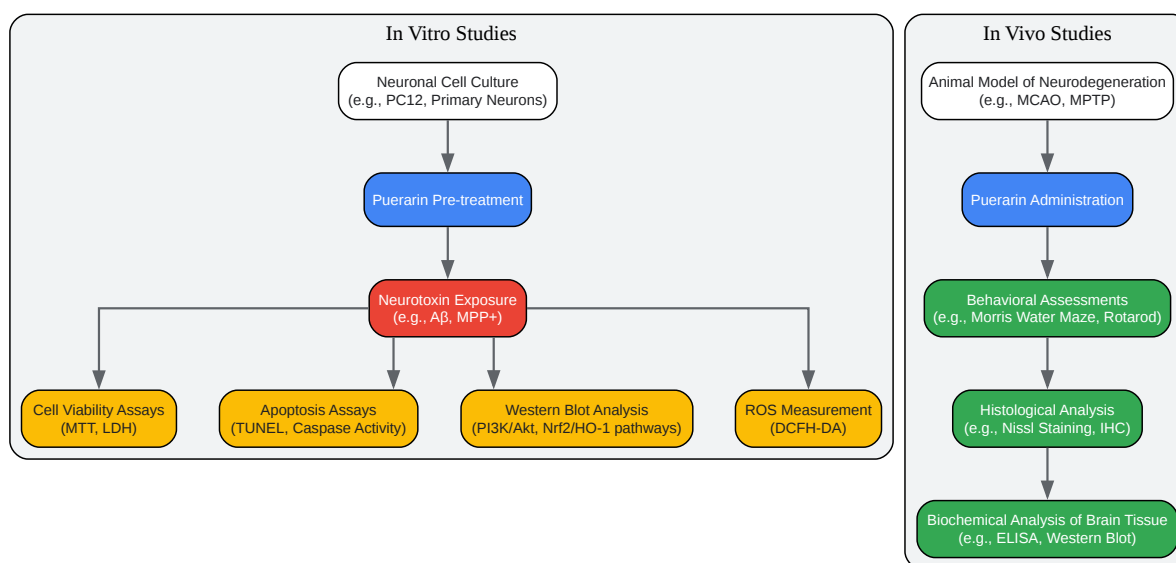 In Vitro Studies
Neuronal Cell Culture
(e.g., PC12, Primary Neurons)
Puerarin Pre-treatment
Neurotoxin Exposure
(e.g., Aβ, MPP+)
Cell Viability Assays
(MTT, LDH)
Apoptosis Assays
(TUNEL, Caspase Activity)
Western Blot Analysis
(PI3K/Akt, Nrf2/HO-1 pathways)
ROS Measurement
(DCFH-DA)
In Vivo Studies
Animal Model of Neurodegeneration
(e.g., MCAO, MPTP)
Puerarin Administration
Behavioral Assessments
(e.g., Morris Water Maze, Rotarod)
Histological Analysis
(e.g., Nissl Staining, IHC)
Biochemical Analysis of Brain Tissue
(e.g., ELISA, Western Blot)